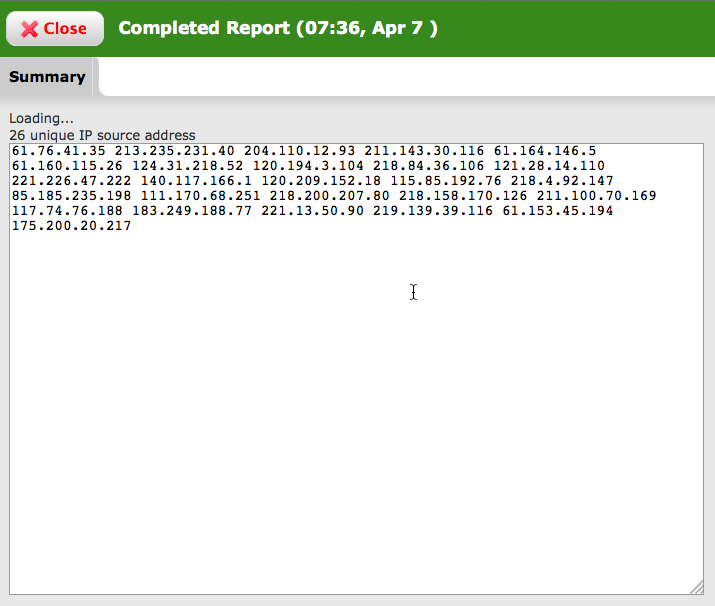 Close
Completed Report (07:36, Apr 7 )
Summary
Loading...
26 unique IP source address
61.76.41.35 213.235.231.40 204.110.12.93 211.143.30.116 61.164.146.5
61.160.115.26 124.31.218.52 120.194.3.104 218.84.36.106 121.28.14.110
221.226.47.222 140.117.166.1 120.209.152.18 115.85.192.76 218.4.92.147
85.185.235.198 111.170.68.251 218.200.207.80 218.158.170.126 211.100.70.169
117.74.76.188 183.249.188.77 221.13.50.90 219.139.39.116 61.153.45.194
175.200.20.217